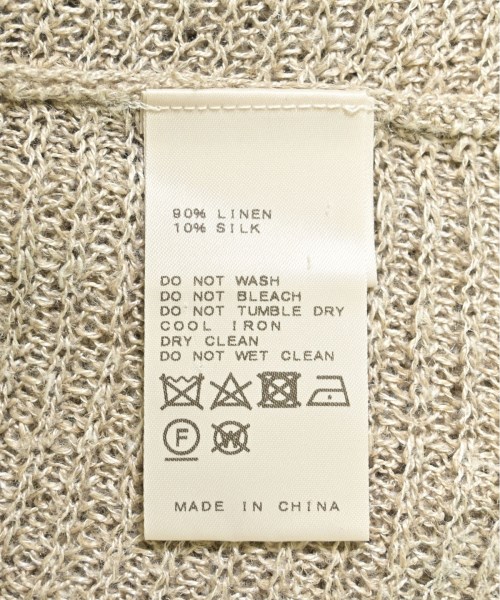 90% LINEN
10% SILK
DO NOT WASH
DO NOT BLEACH
DO NOT TUMBLE DRY
COOL IRON
DRY CLEAN
DO NOT WET CLEAN
F W
MADE IN CHINA